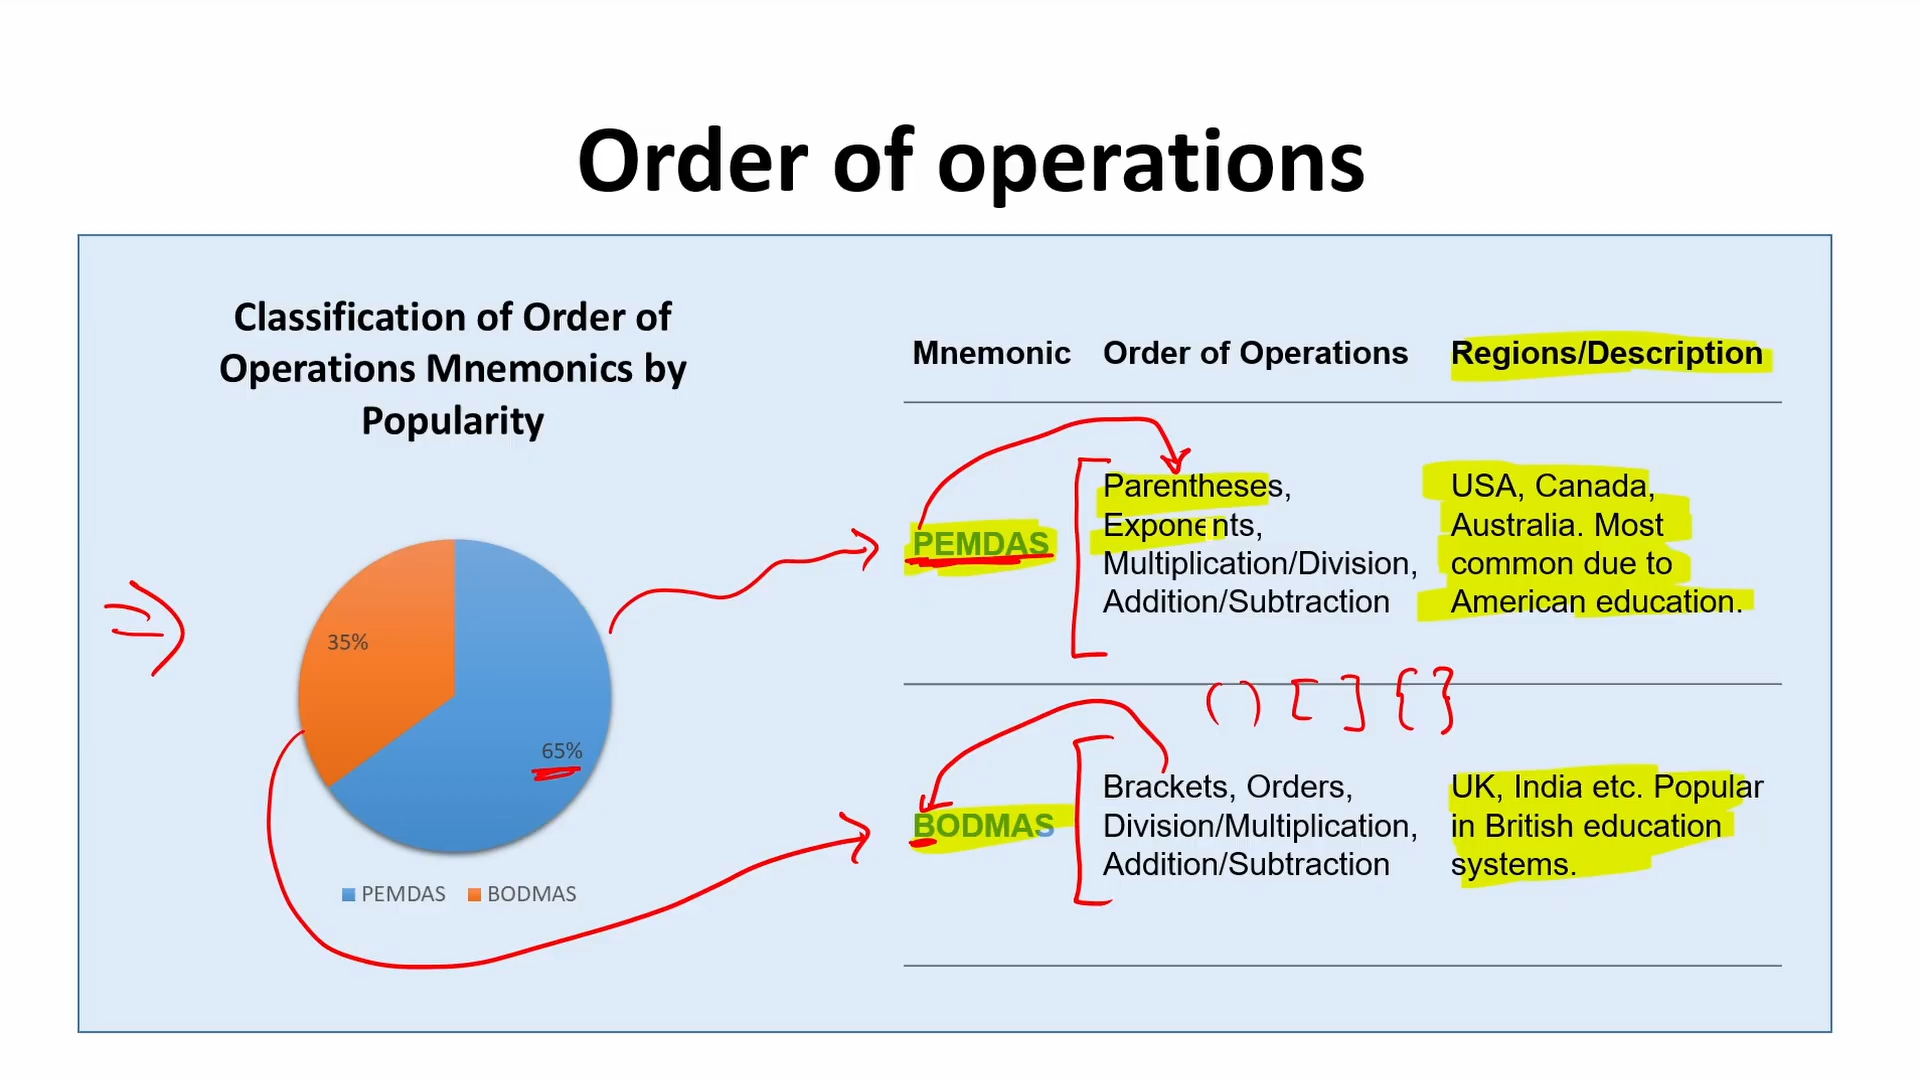 Order of operations
Classification of Order of
Operations Mnemonics by
Popularity
35%
65%
PEMDAS BODMAS
Mnemonic Order of Operations Regions/Description
PEMDAS
Parentheses,
Exponents,
Multiplication/Division,
Addition/Subtraction
USA, Canada,
Australia. Most
common due to
American education.
( ) [ ] { }
BODMAS
Brackets, Orders,
Division/Multiplication,
Addition/Subtraction
UK, India etc. Popular
in British education
systems.